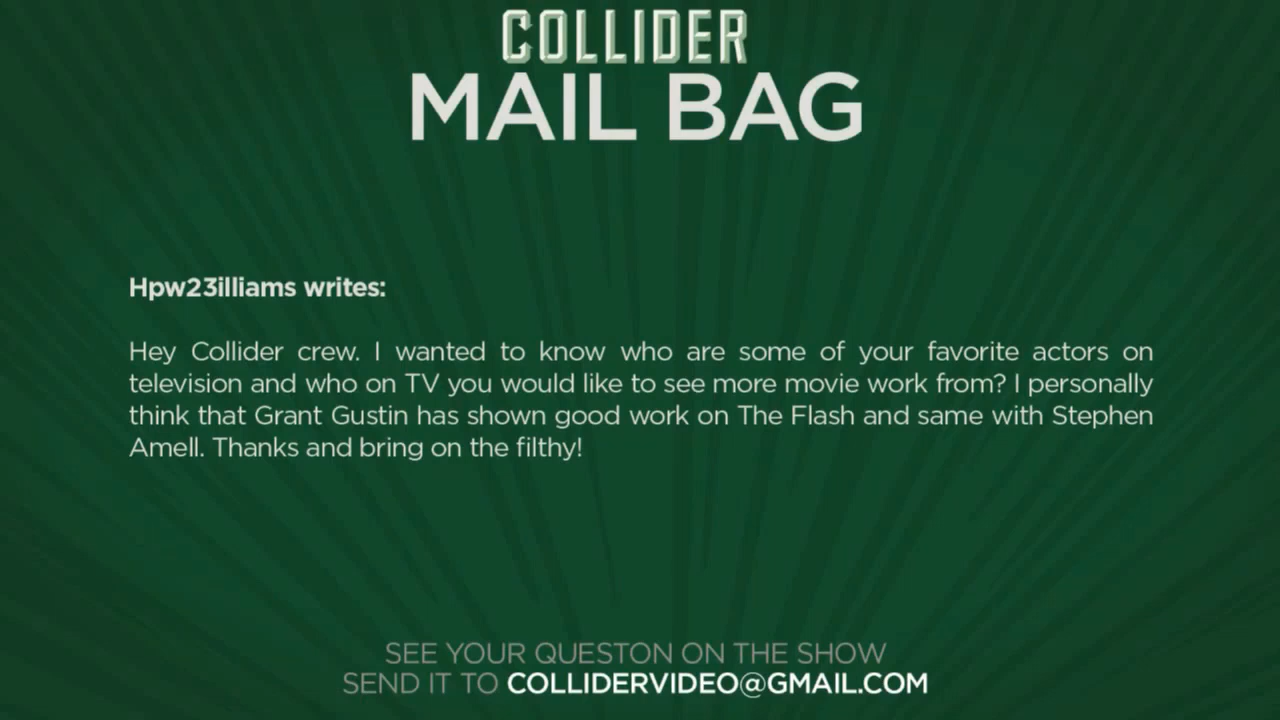 COLLIDER
MAIL BAG
Hpw23illiams writes:
Hey Collider crew. I wanted to know who are some of your favorite actors on
television and who on TV you would like to see more movie work from? I personally
think that Grant Gustin has shown good work on The Flash and same with Stephen
Amell. Thanks and bring on the filthy!
SEE YOUR QUESTON ON THE SHOW
SEND IT TO COLLIDERVIDEO@GMAIL.COM